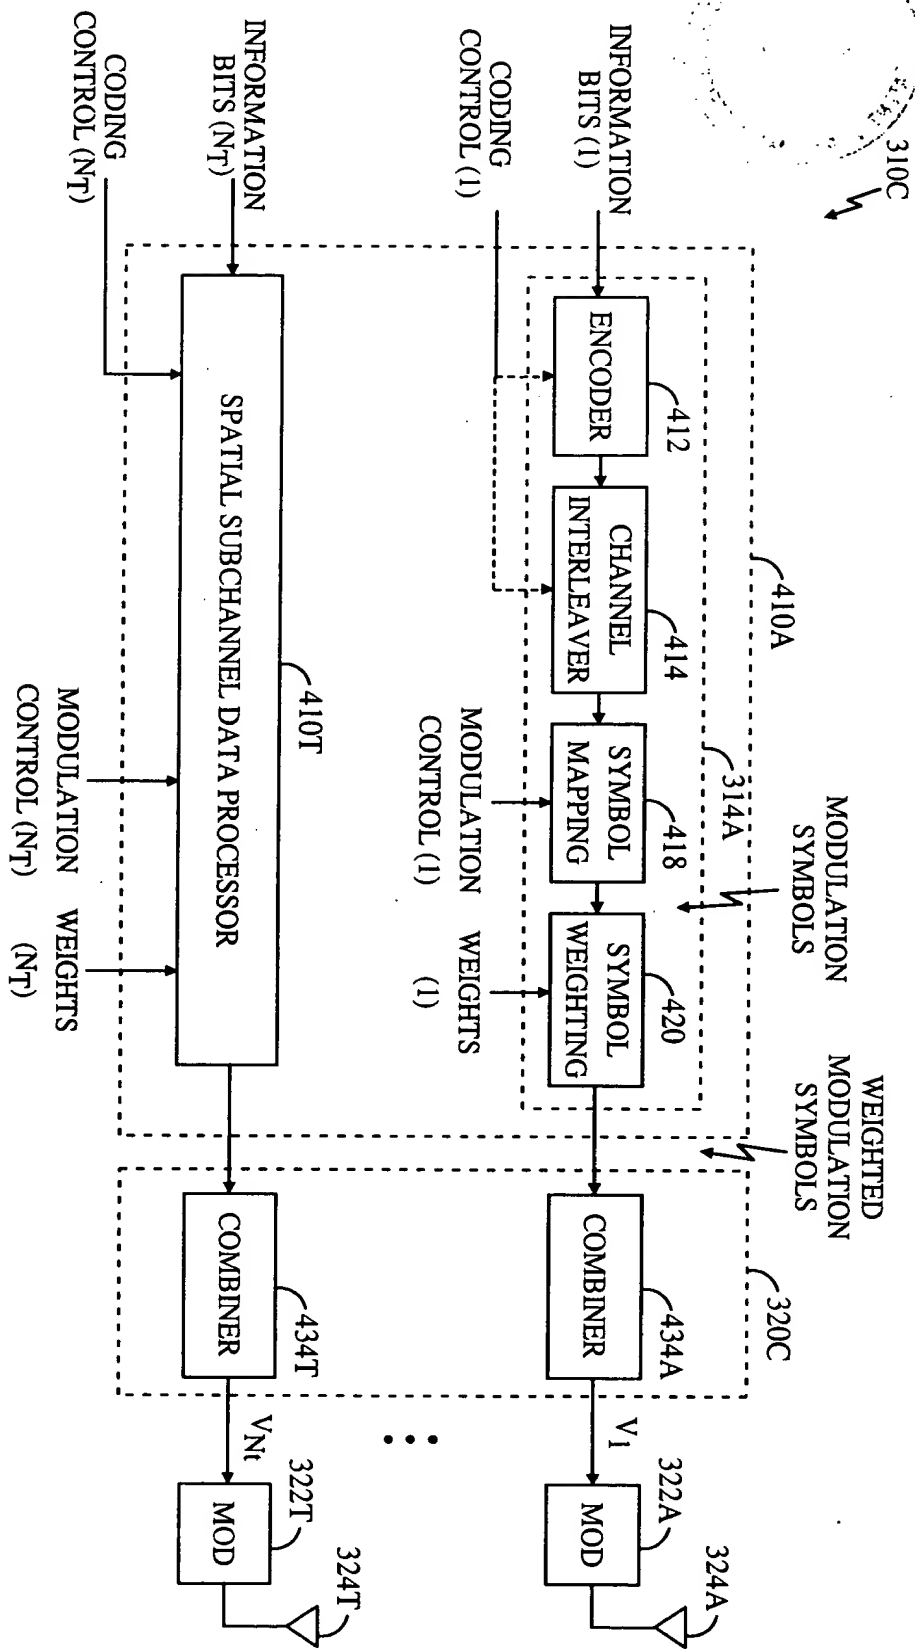 310C
INFORMATION
BITS (1)
CODING
CONTROL (1)
ENCODER
412
CHANNEL
INTERLEAVER
414
SYMBOL
MAPPING
418
SYMBOL
WEIGHTING
420
410A
314A
MODULATION
SYMBOLS
WEIGHTED
MODULATION
SYMBOLS
MODULATION
CONTROL (1)
WEIGHTS
(1)
COMBINER
434A
320C
V1
MOD
322A
324A
INFORMATION
BITS (NT)
CODING
CONTROL (NT)
SPATIAL SUBCHANNEL DATA PROCESSOR
410T
MODULATION
CONTROL (NT)
WEIGHTS
(NT)
COMBINER
434T
VNt
MOD
322T
324T